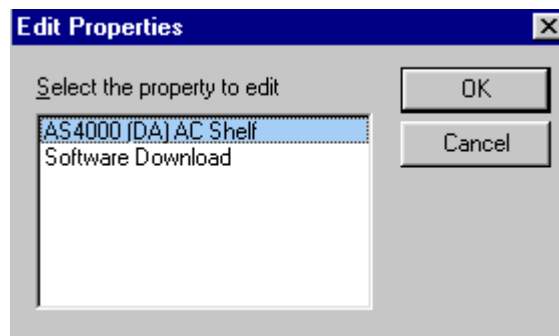 Edit Properties
Select the property to edit
OK
AS4000 (DA) AC Shelf
Cancel
Software Download